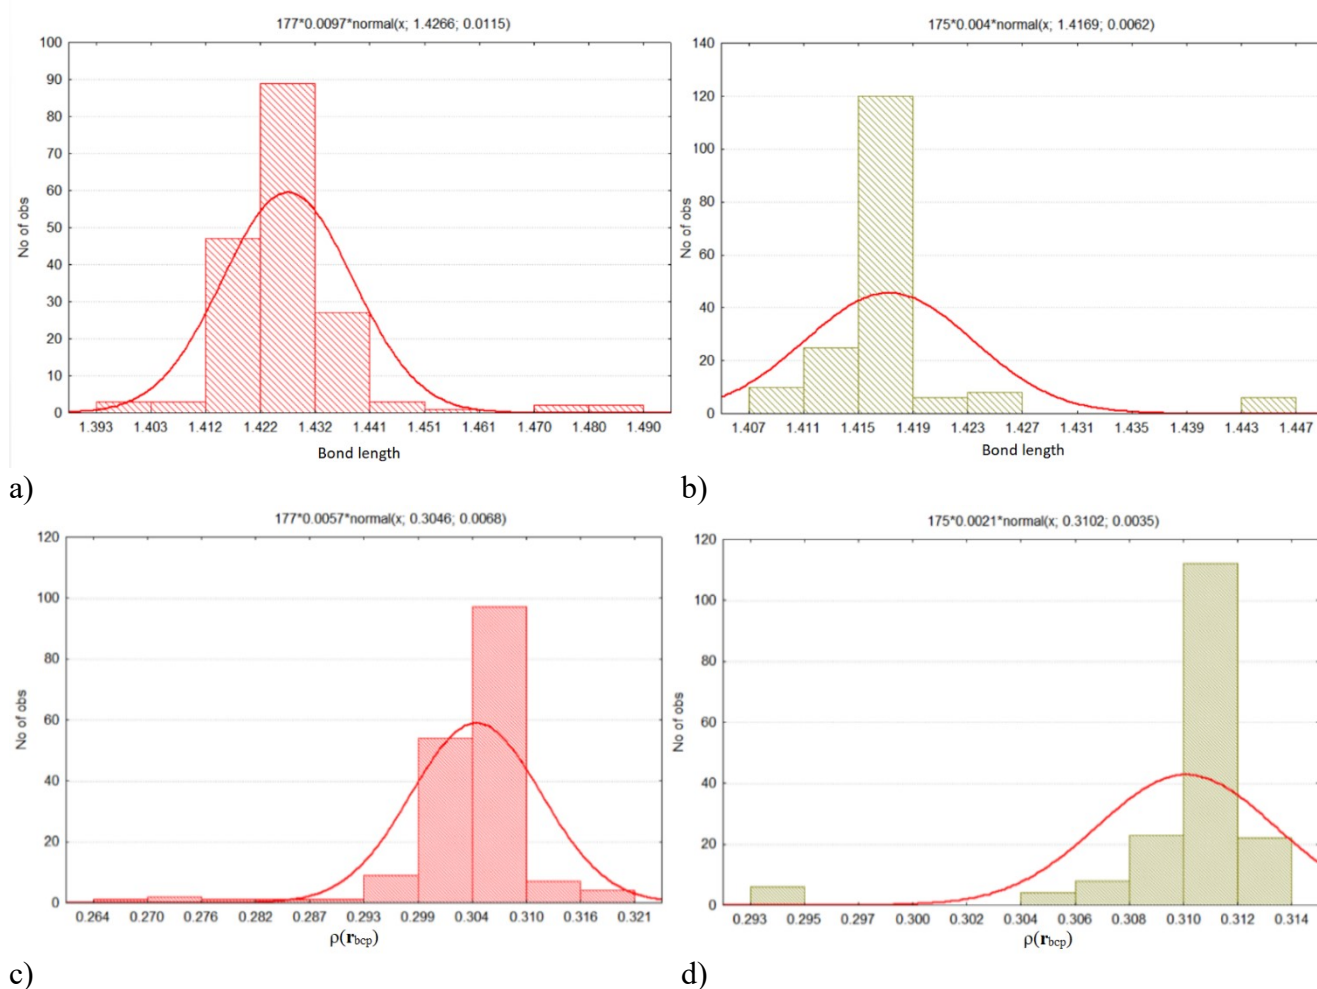 177*0.0097*normal(x; 1.4266; 0.0115)
100
90
80
70
60
50
40
30
20
10
0
No of obs
1.393 1.403 1.412 1.422 1.432 1.441 1.451 1.461 1.470 1.480 1.490
Bond length
a)
175*0.004*normal(x; 1.4169; 0.0062)
140
120
100
80
60
40
20
0
No of obs
1.407 1.411 1.415 1.419 1.423 1.427 1.431 1.435 1.439 1.443 1.447
Bond length
b)
177*0.0057*normal(x; 0.3046; 0.0068)
120
100
80
60
40
20
0
No of obs
0.264 0.270 0.276 0.282 0.287 0.293 0.299 0.304 0.310 0.316 0.321
ρ(rbcp)
c)
175*0.0021*normal(x; 0.3102; 0.0035)
120
100
80
60
40
20
0
No of obs
0.293 0.295 0.297 0.300 0.302 0.304 0.306 0.308 0.310 0.312 0.314
ρ(rbcp)
d)